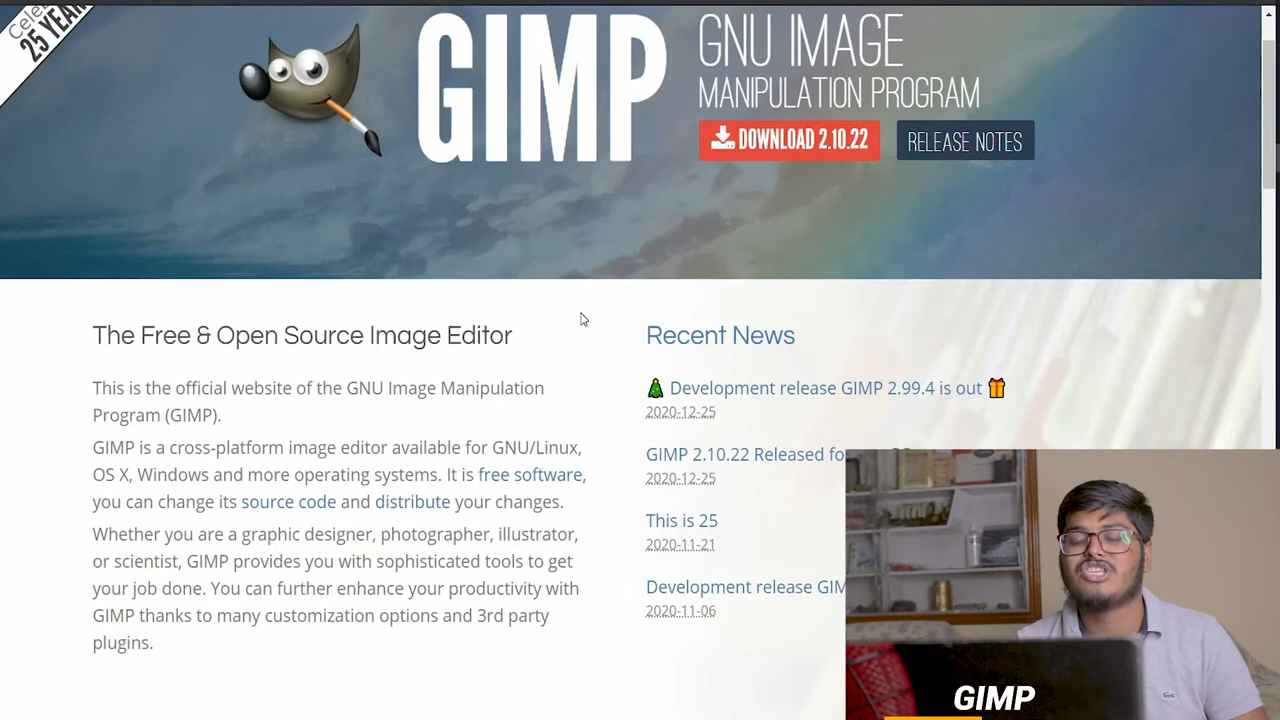 25 YEAR
GIMP
GNU IMAGE
MANIPULATION PROGRAM
DOWNLOAD 2.10.22
RELEASE NOTES
The Free & Open Source Image Editor
This is the official website of the GNU Image Manipulation
Program (GIMP).
GIMP is a cross-platform image editor available for GNU/Linux,
OS X, Windows and more operating systems. It is free software,
you can change its source code and distribute your changes.
Whether you are a graphic designer, photographer, illustrator,
or scientist, GIMP provides you with sophisticated tools to get
your job done. You can further enhance your productivity with
GIMP thanks to many customization options and 3rd party
plugins.
Recent News
🎄 Development release GIMP 2.99.4 is out 🎁
2020-12-25
GIMP 2.10.22 Released fo
2020-12-25
This is 25
2020-11-21
Development release GIM
2020-11-06
GIMP